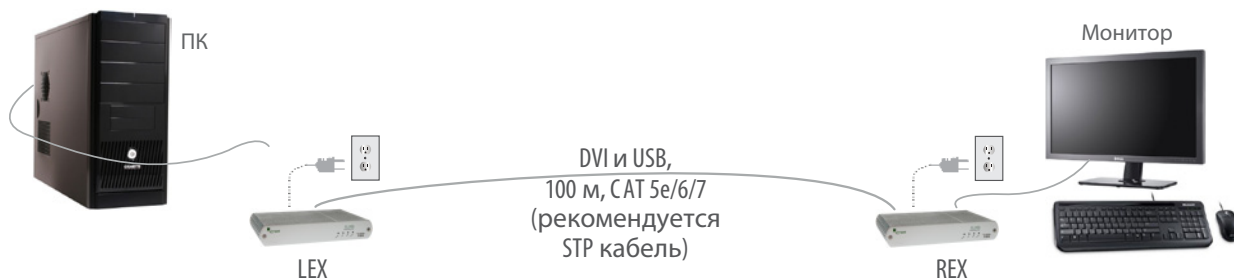 ПК
Монитор
DVI и USB,
100 м, CAT 5e/6/7
(рекомендуется
STP кабель)
LEX
REX